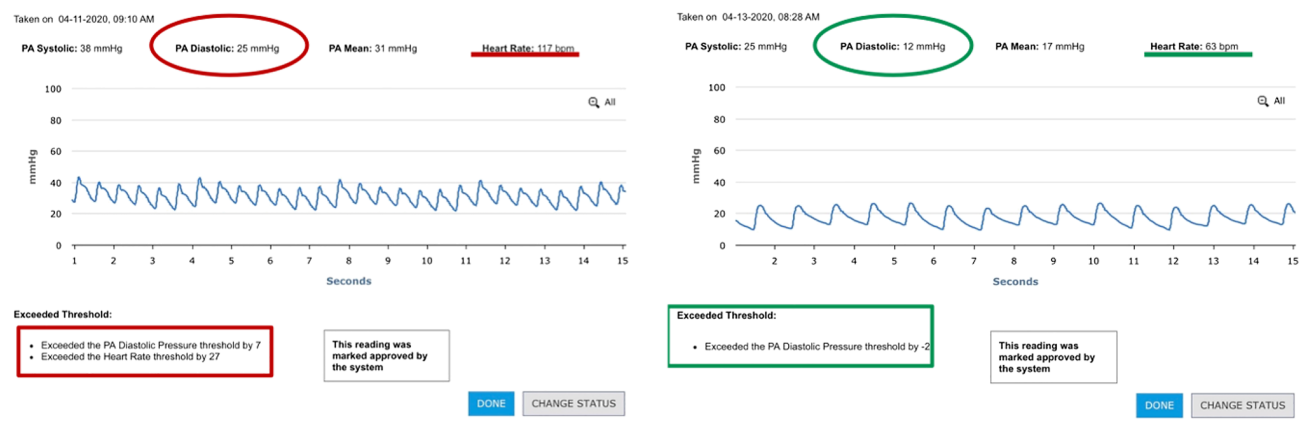 Taken on 04-11-2020, 09:10 AM
PA Systolic: 38 mmHg PA Diastolic: 25 mmHg PA Mean: 31 mmHg Heart Rate: 117 bpm
100
All
80
60
mmHg
40
20
0
1 2 3 4 5 6 7 8 9 10 11 12 13 14 15
Seconds
Exceeded Threshold:
• Exceeded the PA Diastolic Pressure threshold by 7
• Exceeded the Heart Rate threshold by 27
This reading was
marked approved by
the system
DONE CHANGE STATUS
Taken on 04-13-2020, 08:28 AM
PA Systolic: 25 mmHg PA Diastolic: 12 mmHg PA Mean: 17 mmHg Heart Rate: 63 bpm
100
All
80
60
mmHg
40
20
0
2 3 4 5 6 7 8 9 10 11 12 13 14 15
Seconds
Exceeded Threshold:
• Exceeded the PA Diastolic Pressure threshold by -2
This reading was
marked approved by
the system
DONE CHANGE STATUS